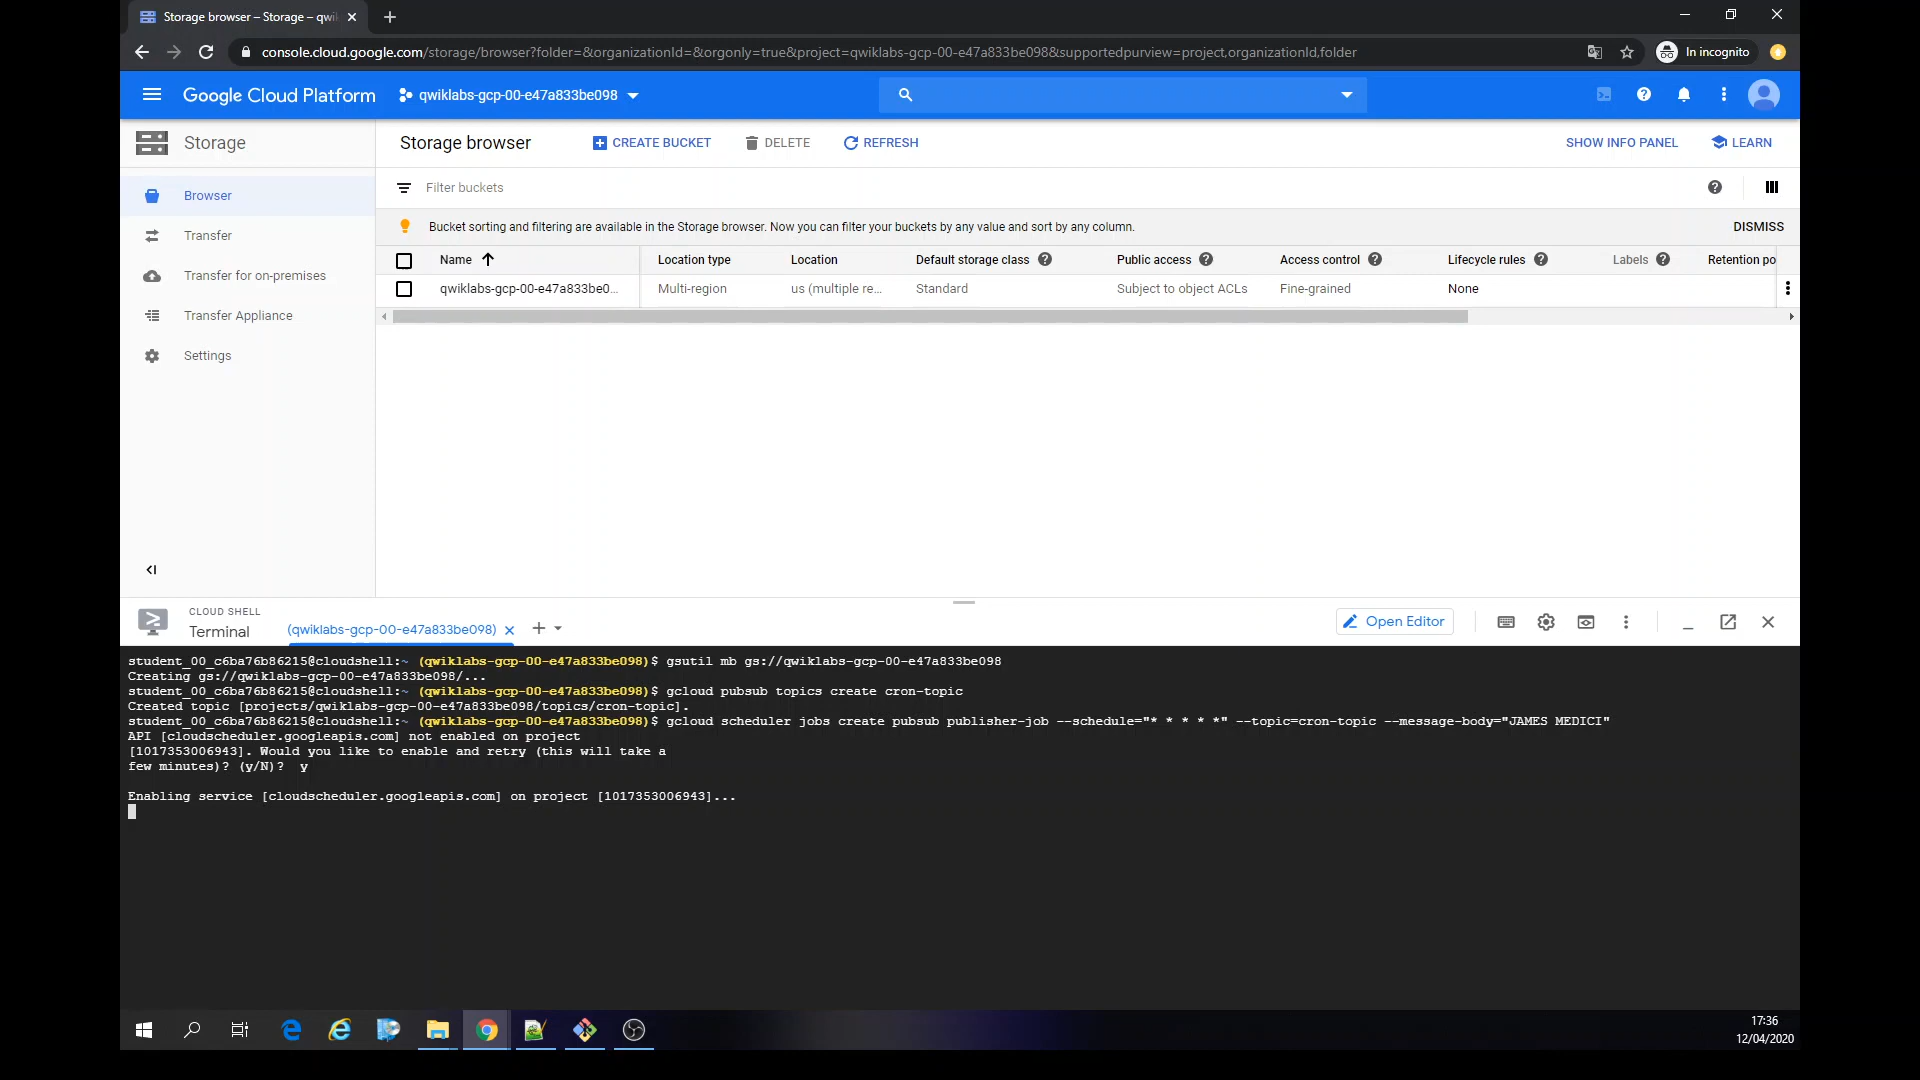 Storage browser – Storage – qwi
console.cloud.google.com/storage/browser?folder=&organizationId=&orgonly=true&project=qwiklabs-gcp-00-e47a833be098&supportedpurview=project,organizationId,folder
In incognito
Google Cloud Platform
qwiklabs-gcp-00-e47a833be098
Storage
Storage browser
CREATE BUCKET
DELETE
REFRESH
SHOW INFO PANEL
LEARN
Browser
Transfer
Transfer for on-premises
Transfer Appliance
Settings
Filter buckets
Bucket sorting and filtering are available in the Storage browser. Now you can filter your buckets by any value and sort by any column.
DISMISS
Name Location type Location Default storage class Public access Access control Lifecycle rules Labels Retention po
qwiklabs-gcp-00-e47a833be0... Multi-region us (multiple re... Standard Subject to object ACLs Fine-grained None
CLOUD SHELL
Terminal
(qwiklabs-gcp-00-e47a833be098)
Open Editor
student_00_c6ba76b86215@cloudshell:~ (qwiklabs-gcp-00-e47a833be098)$ gsutil mb gs://qwiklabs-gcp-00-e47a833be098
Creating gs://qwiklabs-gcp-00-e47a833be098/...
student_00_c6ba76b86215@cloudshell:~ (qwiklabs-gcp-00-e47a833be098)$ gcloud pubsub topics create cron-topic
Created topic [projects/qwiklabs-gcp-00-e47a833be098/topics/cron-topic].
student_00_c6ba76b86215@cloudshell:~ (qwiklabs-gcp-00-e47a833be098)$ gcloud scheduler jobs create pubsub publisher-job --schedule="* * * * *" --topic=cron-topic --message-body="JAMES MEDICI"
API [cloudscheduler.googleapis.com] not enabled on project
[1017353006943]. Would you like to enable and retry (this will take a
few minutes)? (y/N)? y
Enabling service [cloudscheduler.googleapis.com] on project [1017353006943]...
17:36
12/04/2020